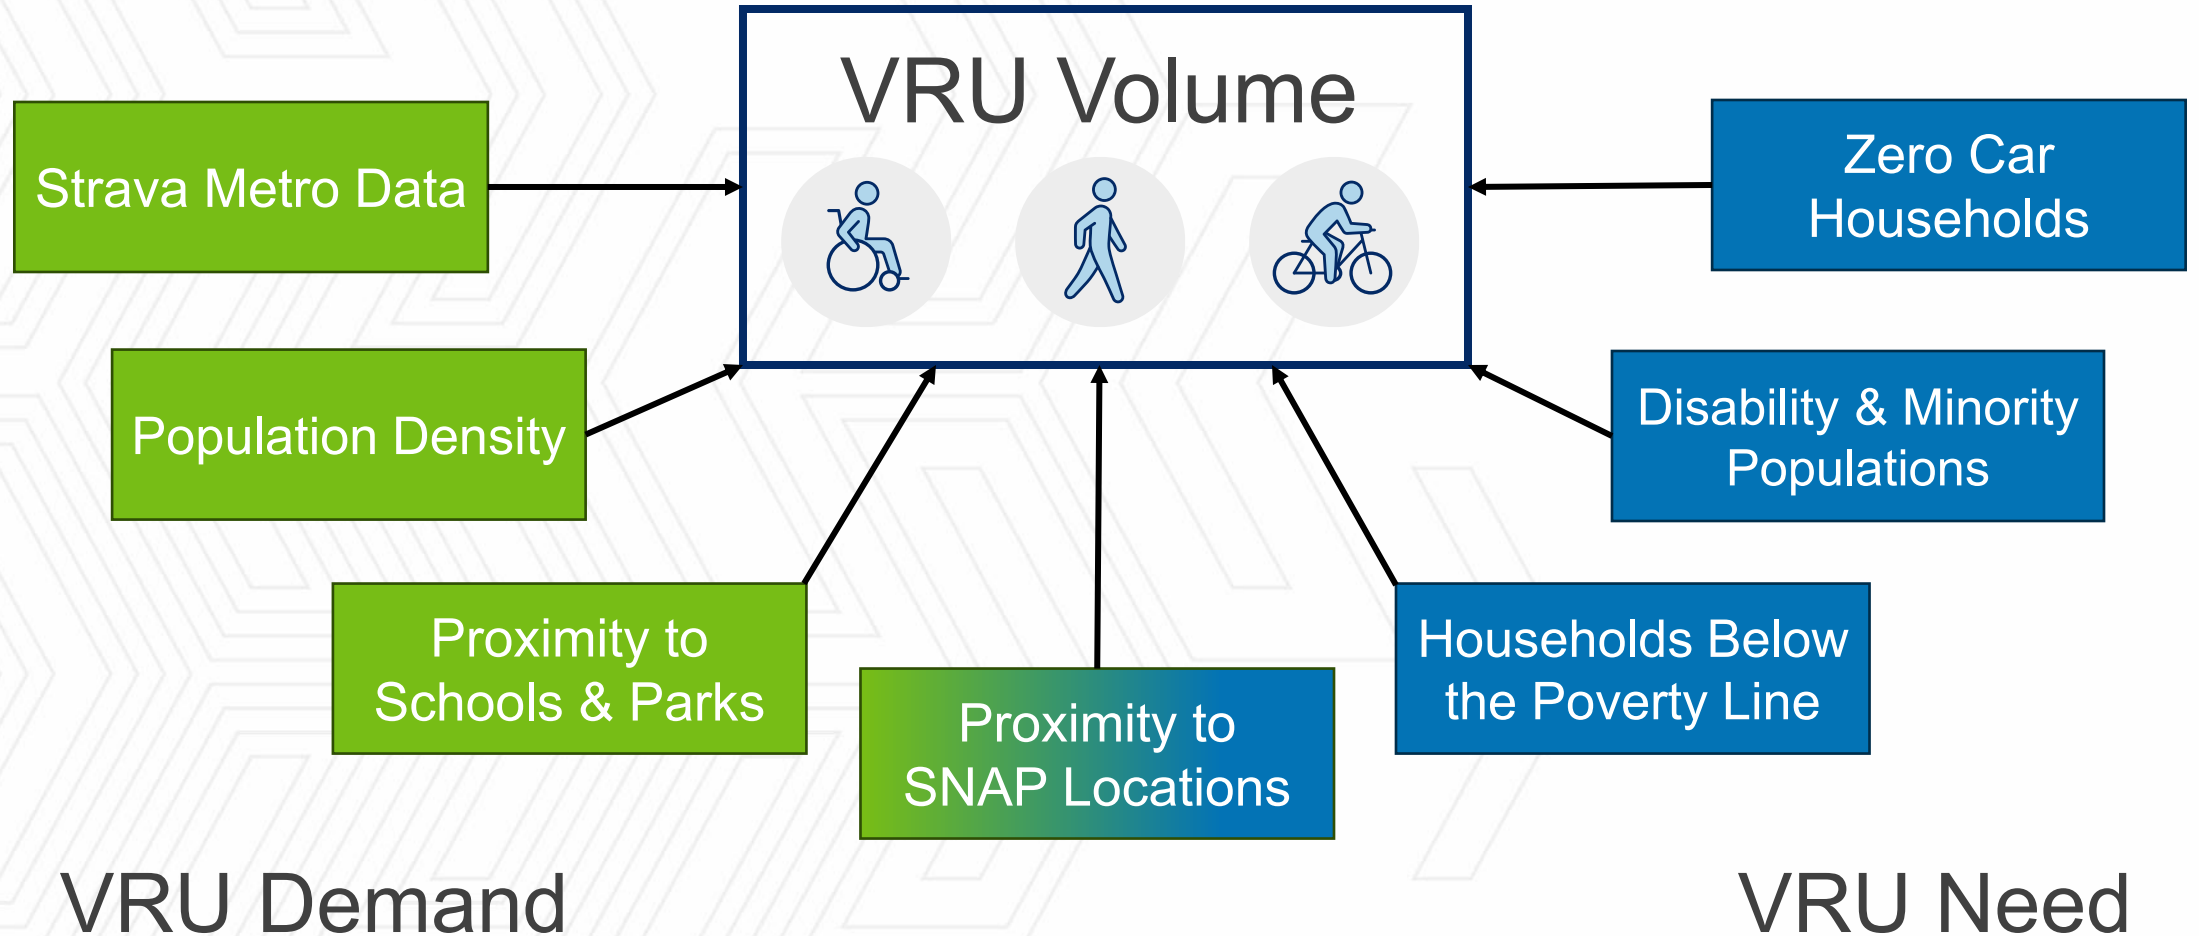 VRU Volume
Strava Metro Data
Zero Car
Households
Population Density
Disability & Minority
Populations
Proximity to
Schools & Parks
Proximity to
SNAP Locations
Households Below
the Poverty Line
VRU Demand
VRU Need